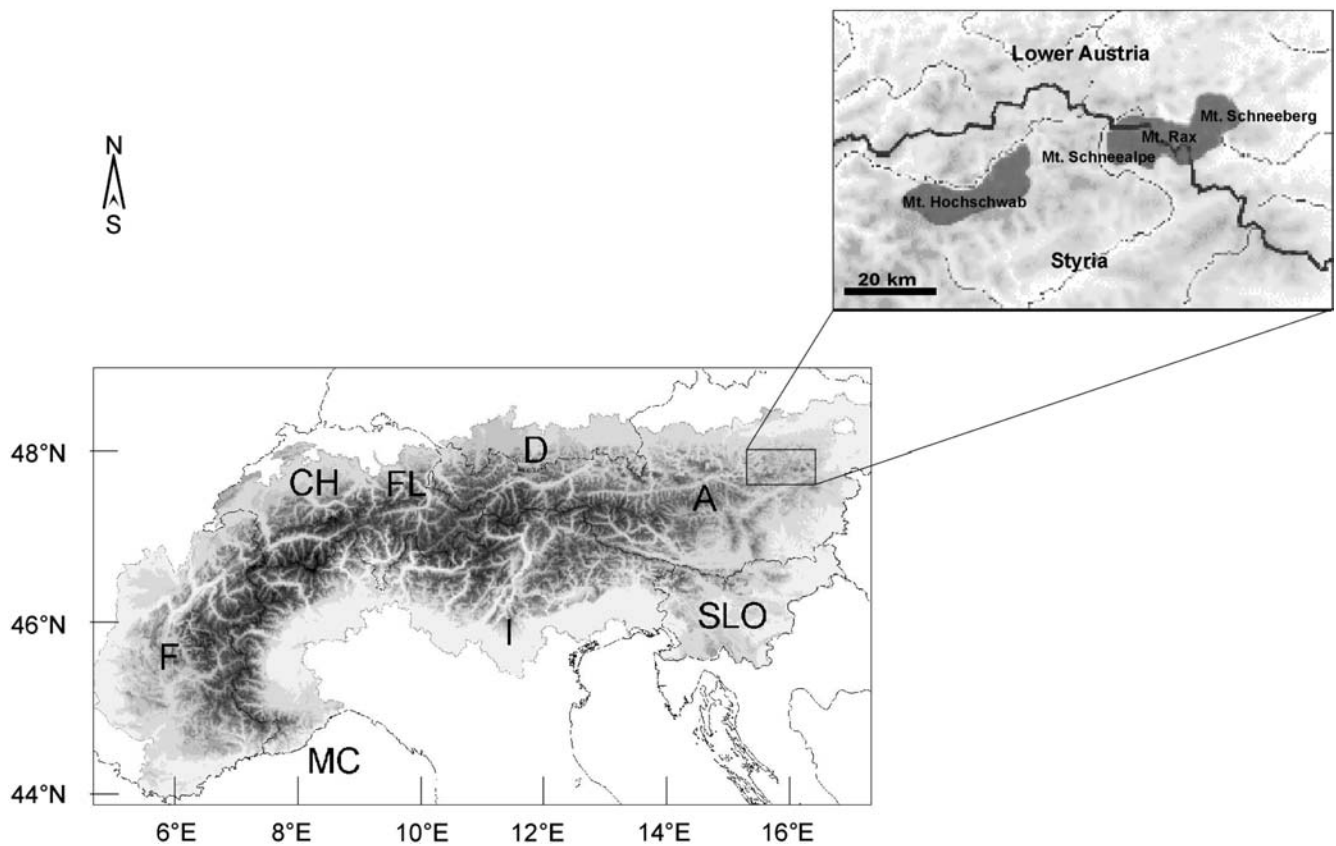 Lower Austria
Mt. Schneeberg
Mt. Rax
Mt. Schneealpe
Mt. Hochschwab
Styria
20 km
N
S
48°N
46°N
44°N
D
CH
FL
A
SLO
I
F
MC
6°E
8°E
10°E
12°E
14°E
16°E